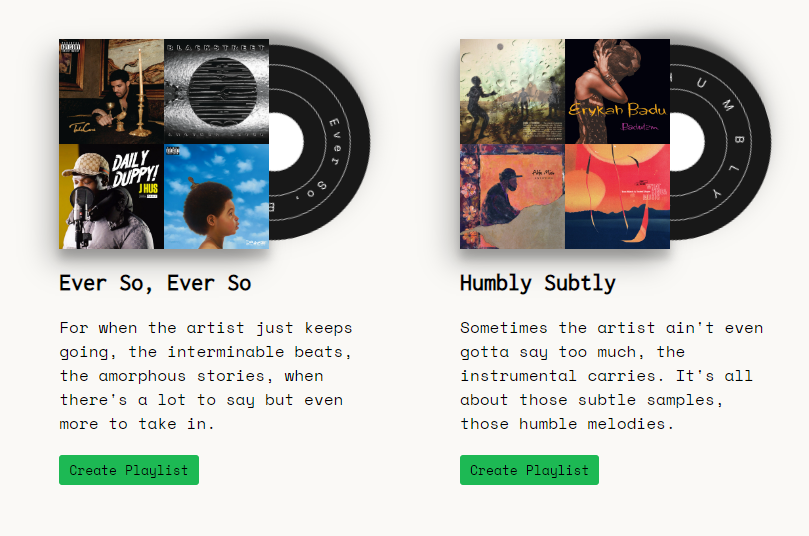 BLACKSTREET
Take Care
Ever So, E
DAILY
DUPPY!
J HUS
Ever So, Ever So
For when the artist just keeps
going, the interminable beats,
the amorphous stories, when
there's a lot to say but even
more to take in.
Create Playlist
Erykah Badu
Baduizm
HUMBLY
Humbly Subtly
Sometimes the artist ain't even
gotta say too much, the
instrumental carries. It's all
about those subtle samples,
those humble melodies.
Create Playlist